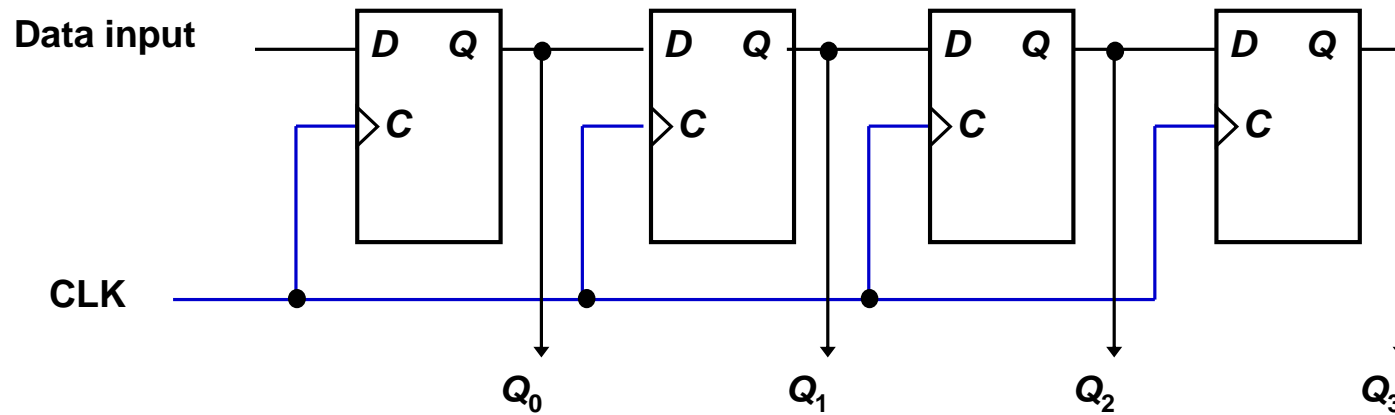 Data input
D Q D Q D Q D Q
C C C C
CLK
Q0 Q1 Q2 Q3